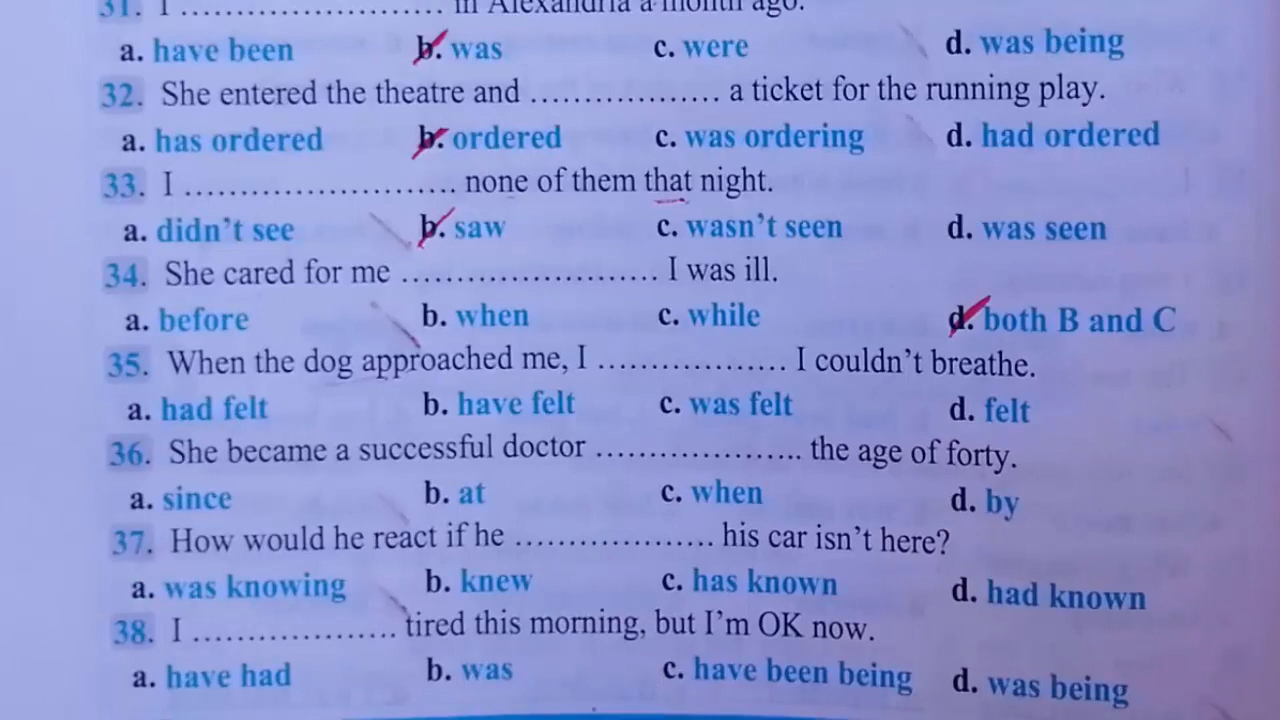 31. I ........................ in Alexandria a month ago.
a. have been b. was c. were d. was being
32. She entered the theatre and .................. a ticket for the running play.
a. has ordered b. ordered c. was ordering d. had ordered
33. I ......................... none of them that night.
a. didn't see b. saw c. wasn't seen d. was seen
34. She cared for me ........................ I was ill.
a. before b. when c. while d. both B and C
35. When the dog approached me, I .................. I couldn't breathe.
a. had felt b. have felt c. was felt d. felt
36. She became a successful doctor ................... the age of forty.
a. since b. at c. when d. by
37. How would he react if he ................... his car isn't here?
a. was knowing b. knew c. has known d. had known
38. I ................... tired this morning, but I'm OK now.
a. have had b. was c. have been being d. was being